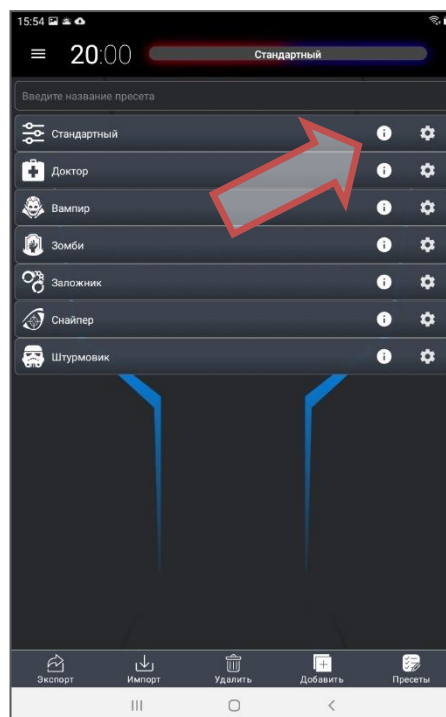 15:54
20:00 Стандартный
Введите название пресета
Стандартный
Доктор
Вампир
Зомби
Заложник
Снайпер
Штурмовик
Экспорт Импорт Удалить Добавить Пресеты